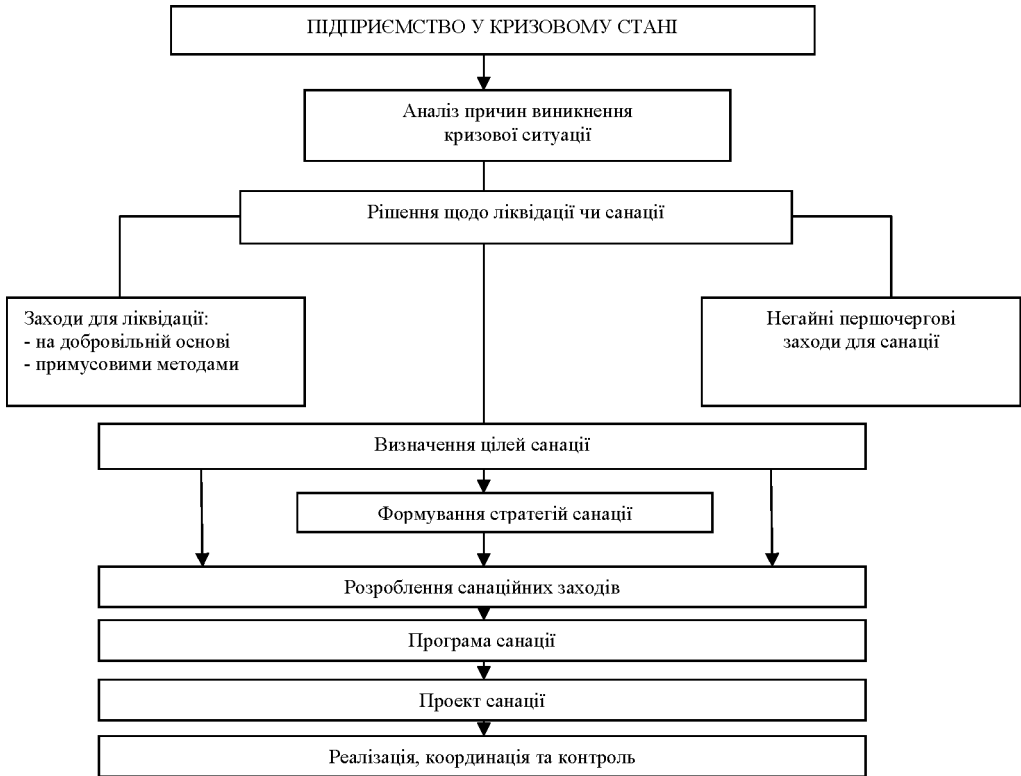 ПІДПРИЄМСТВО У КРИЗОВОМУ СТАНІ
Аналіз причин виникнення
кризової ситуації
Рішення щодо ліквідації чи санації
Заходи для ліквідації:
- на добровільній основі
- примусовими методами
Негайні першочергові
заходи для санації
Визначення цілей санації
Формування стратегій санації
Розроблення санаційних заходів
Програма санації
Проект санації
Реалізація, координація та контроль